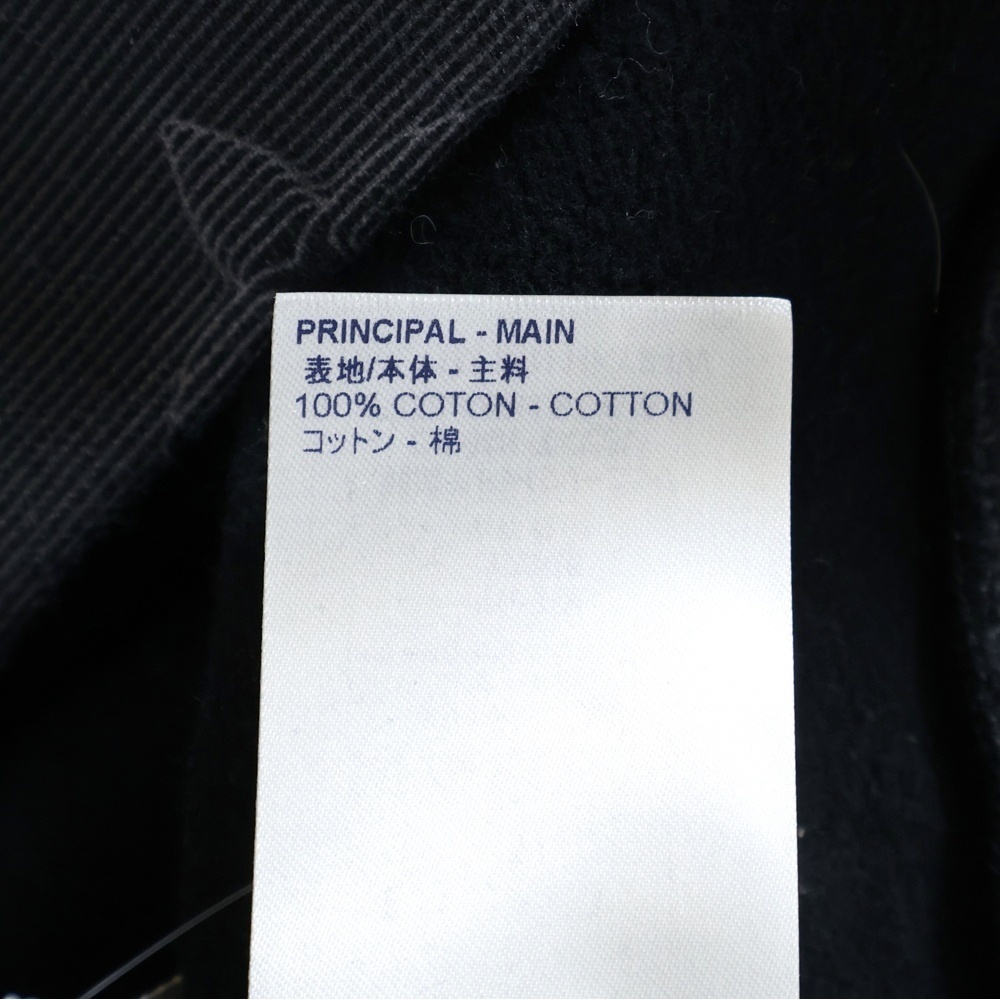 PRINCIPAL - MAIN
表地/本体 - 主料
100% COTON - COTTON
コットン - 棉